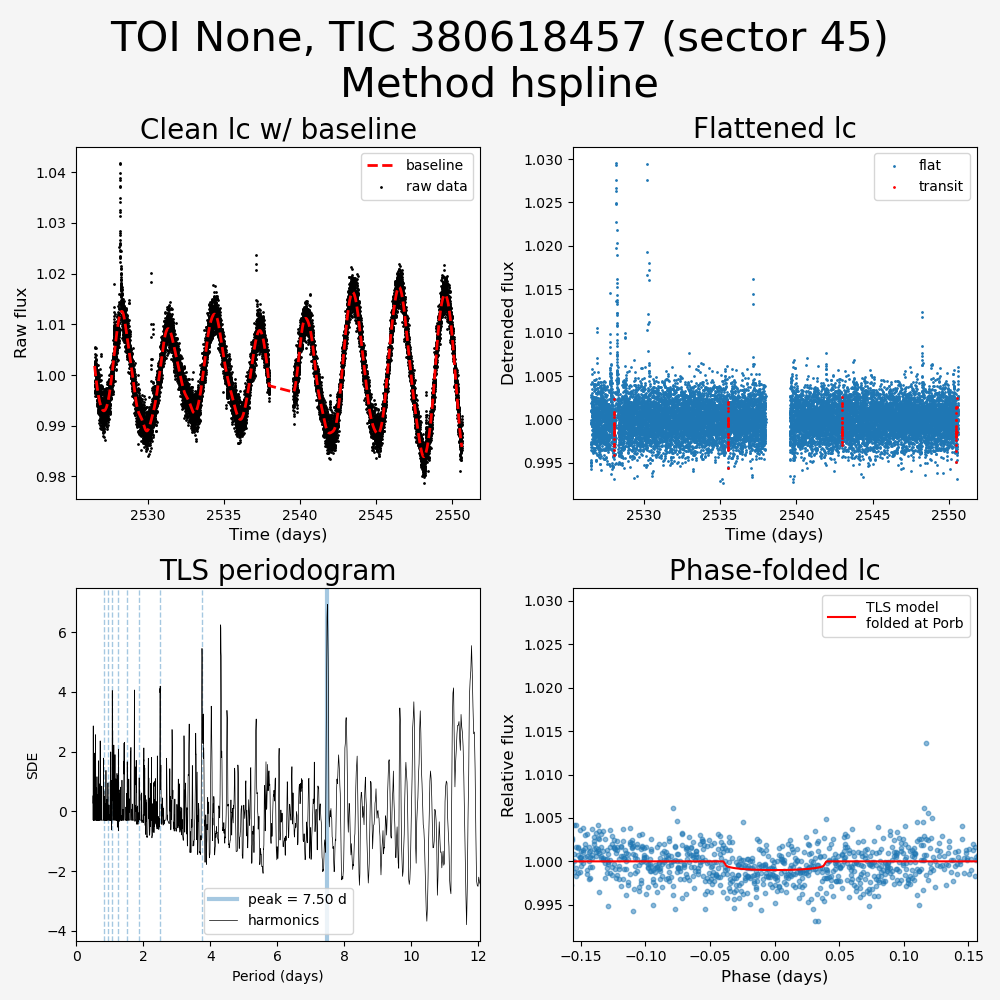 TOI None, TIC 380618457 (sector 45)
Method hspline
Clean lc w/ baseline
baseline
raw data
1.04
1.03
1.02
1.01
1.00
0.99
0.98
Raw flux
2530
2535
2540
2545
2550
Time (days)
Flattened lc
flat
transit
1.030
1.025
1.020
1.015
1.010
1.005
1.000
0.995
Detrended flux
2530
2535
2540
2545
2550
Time (days)
TLS periodogram
6
4
2
0
−2
−4
SDE
peak = 7.50 d
harmonics
0
2
4
6
8
10
12
Period (days)
Phase-folded lc
TLS model
folded at Porb
1.030
1.025
1.020
1.015
1.010
1.005
1.000
0.995
Relative flux
−0.15
−0.10
−0.05
0.00
0.05
0.10
0.15
Phase (days)